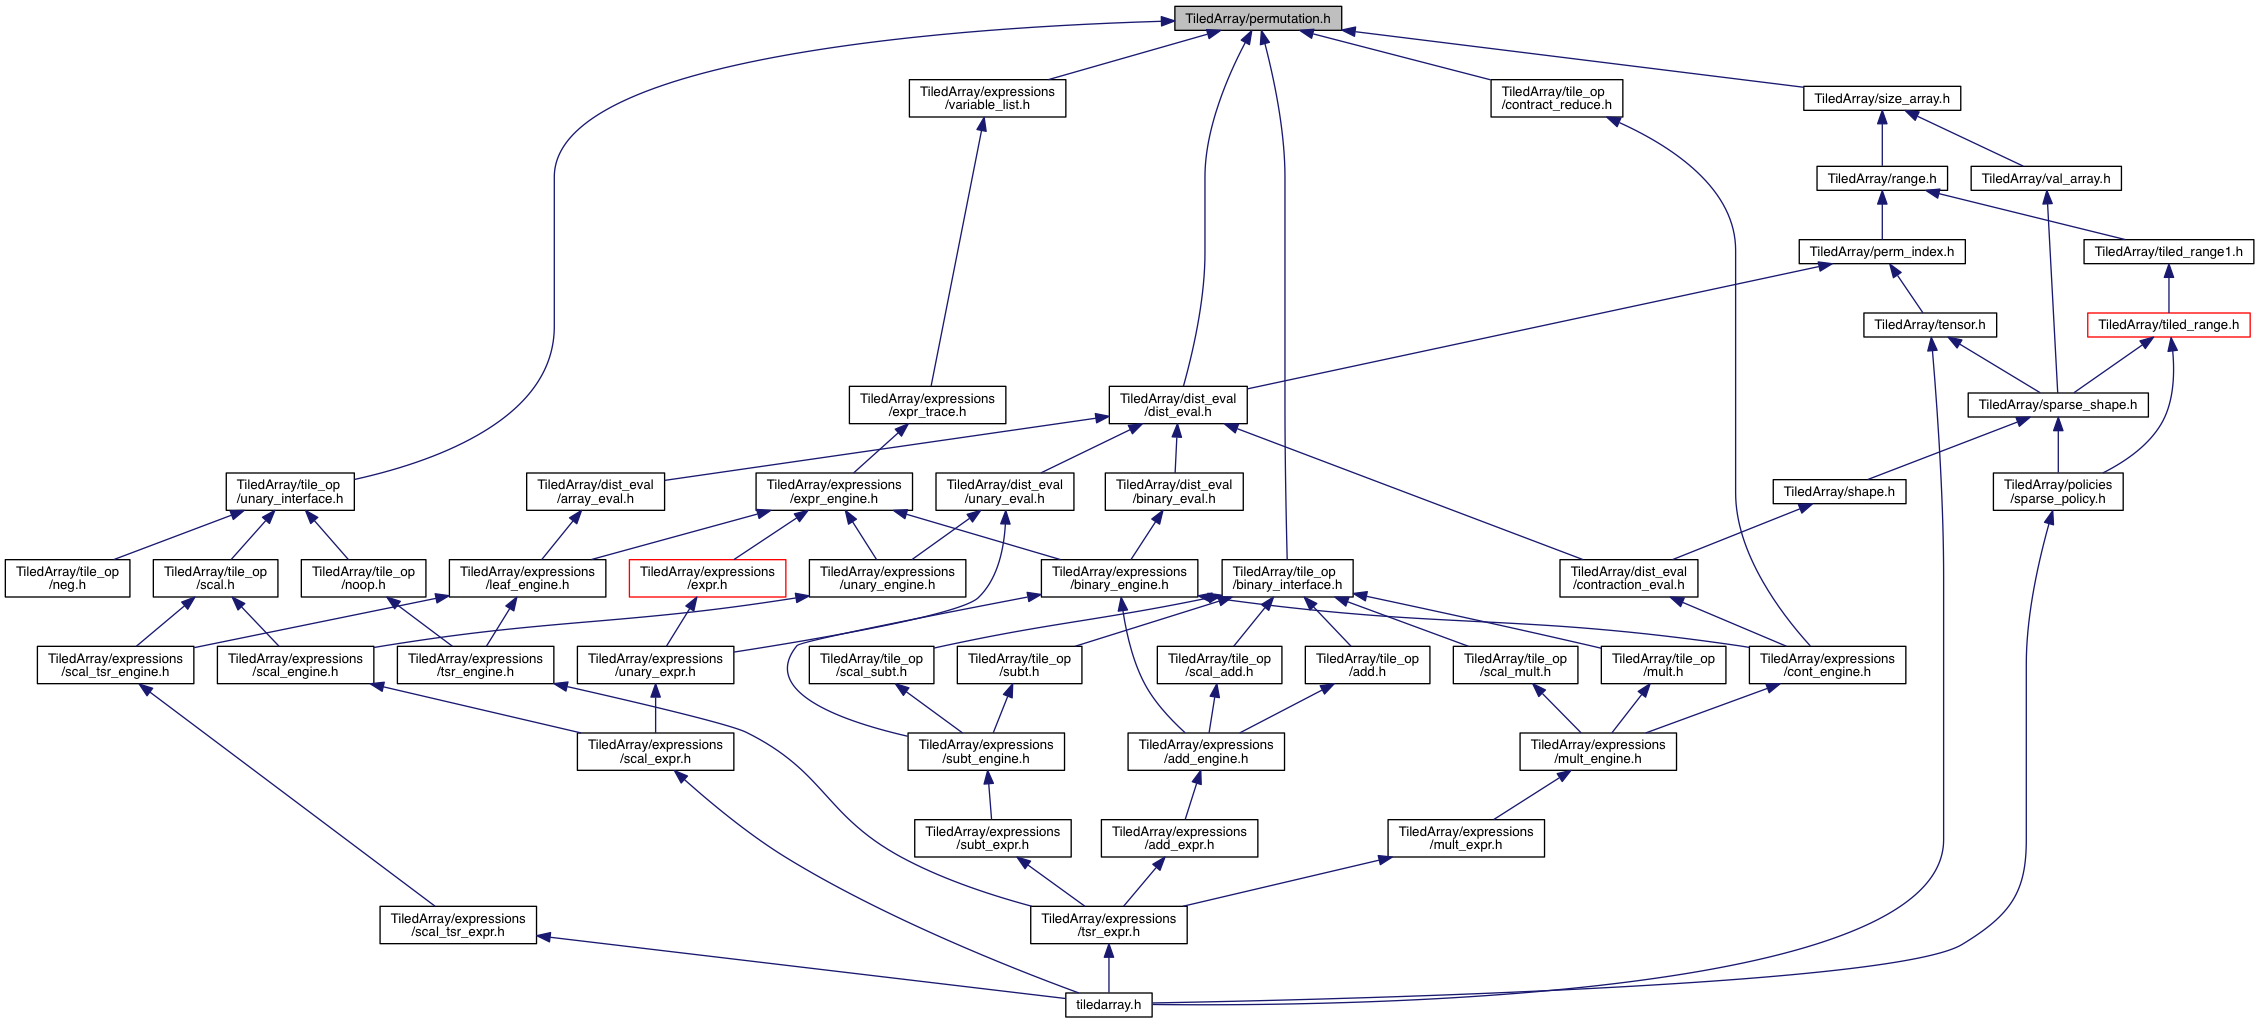 TiledArray/permutation.h
TiledArray/expressions
/variable_list.h
TiledArray/tile_op
/contract_reduce.h
TiledArray/size_array.h
TiledArray/range.h
TiledArray/val_array.h
TiledArray/perm_index.h
TiledArray/tiled_range1.h
TiledArray/tensor.h
TiledArray/tiled_range.h
TiledArray/expressions
/expr_trace.h
TiledArray/dist_eval
/dist_eval.h
TiledArray/sparse_shape.h
TiledArray/tile_op
/unary_interface.h
TiledArray/dist_eval
/array_eval.h
TiledArray/expressions
/expr_engine.h
TiledArray/dist_eval
/unary_eval.h
TiledArray/dist_eval
/binary_eval.h
TiledArray/shape.h
TiledArray/policies
/sparse_policy.h
TiledArray/tile_op
/neg.h
TiledArray/tile_op
/scal.h
TiledArray/tile_op
/noop.h
TiledArray/expressions
/leaf_engine.h
TiledArray/expressions
/expr.h
TiledArray/expressions
/unary_engine.h
TiledArray/expressions
/binary_engine.h
TiledArray/tile_op
/binary_interface.h
TiledArray/dist_eval
/contraction_eval.h
TiledArray/expressions
/scal_tsr_engine.h
TiledArray/expressions
/scal_engine.h
TiledArray/expressions
/tsr_engine.h
TiledArray/expressions
/unary_expr.h
TiledArray/tile_op
/scal_subt.h
TiledArray/tile_op
/subt.h
TiledArray/tile_op
/scal_add.h
TiledArray/tile_op
/add.h
TiledArray/tile_op
/scal_mult.h
TiledArray/tile_op
/mult.h
TiledArray/expressions
/cont_engine.h
TiledArray/expressions
/scal_expr.h
TiledArray/expressions
/subt_engine.h
TiledArray/expressions
/add_engine.h
TiledArray/expressions
/mult_engine.h
TiledArray/expressions
/subt_expr.h
TiledArray/expressions
/add_expr.h
TiledArray/expressions
/mult_expr.h
TiledArray/expressions
/scal_tsr_expr.h
TiledArray/expressions
/tsr_expr.h
tiledarray.h